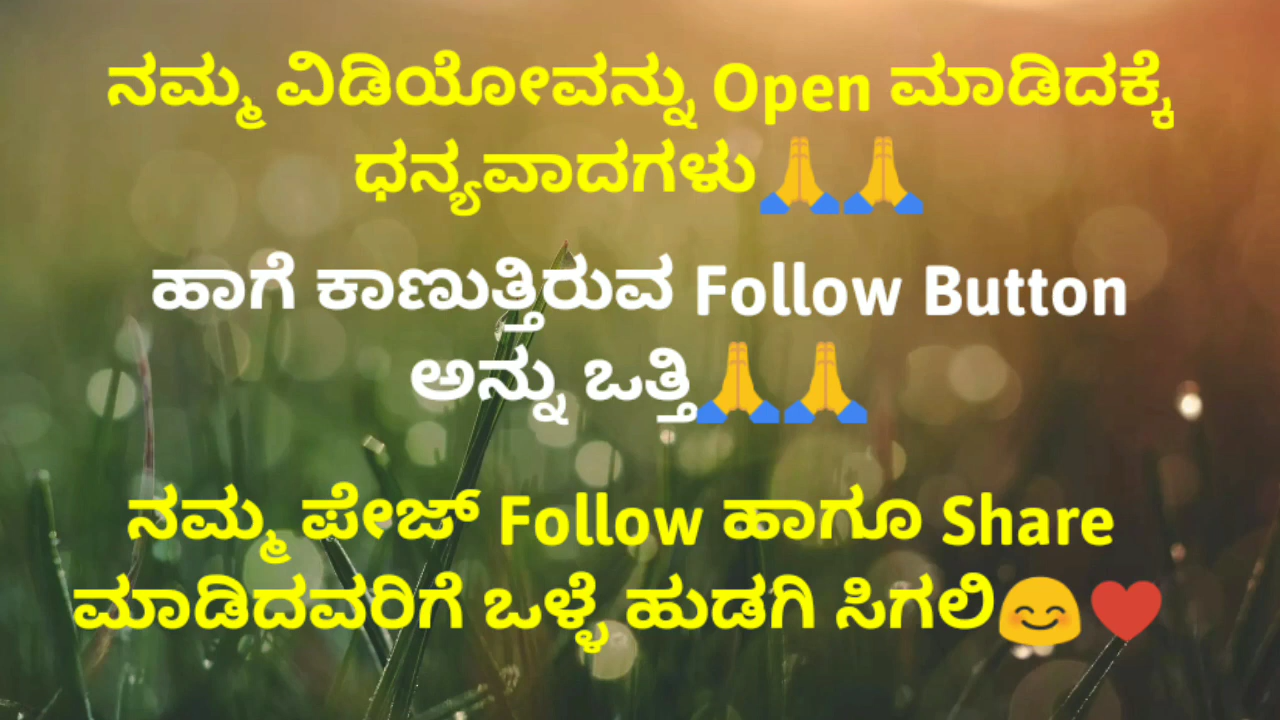 ನಮ್ಮ ವಿಡಿಯೋವನ್ನು Open ಮಾಡಿದಕ್ಕೆ
ಧನ್ಯವಾದಗಳು🙏🙏
ಹಾಗೆ ಕಾಣುತ್ತಿರುವ Follow Button
ಅನ್ನು ಒತ್ತಿ🙏🙏
ನಮ್ಮ ಪೇಜ್ Follow ಹಾಗೂ Share
ಮಾಡಿದವರಿಗೆ ಒಳ್ಳೆ ಹುಡಗಿ ಸಿಗಲಿ😊❤️